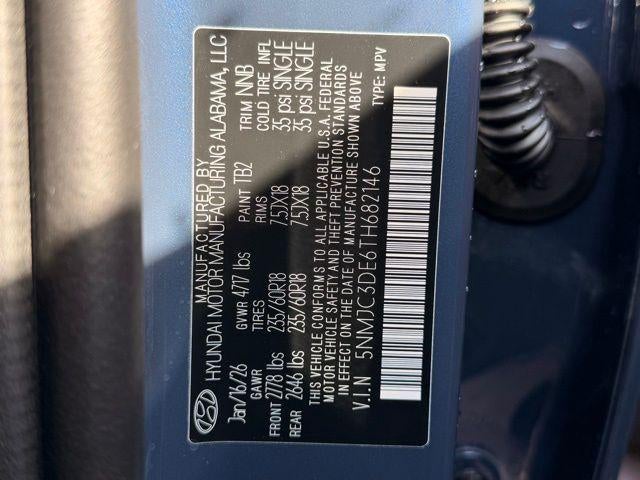 MANUFACTURED BY
HYUNDAI MOTOR MANUFACTURING ALABAMA, LLC
Jan/16/26 GVWR 4717 lbs PAINT TB2 TRIM NNB
GAWR TIRES RIMS COLD TIRE INFL
FRONT 2778 lbs 235/60R18 7.5JX18 35 psi SINGLE
REAR 2646 lbs 235/60R18 7.5JX18 35 psi SINGLE
THIS VEHICLE CONFORMS TO ALL APPLICABLE U.S.A. FEDERAL
MOTOR VEHICLE SAFETY AND THEFT PREVENTION STANDARDS
IN EFFECT ON THE DATE OF MANUFACTURE SHOWN ABOVE
V.I.N 5NMJC3DE6TH682146 TYPE: MPV